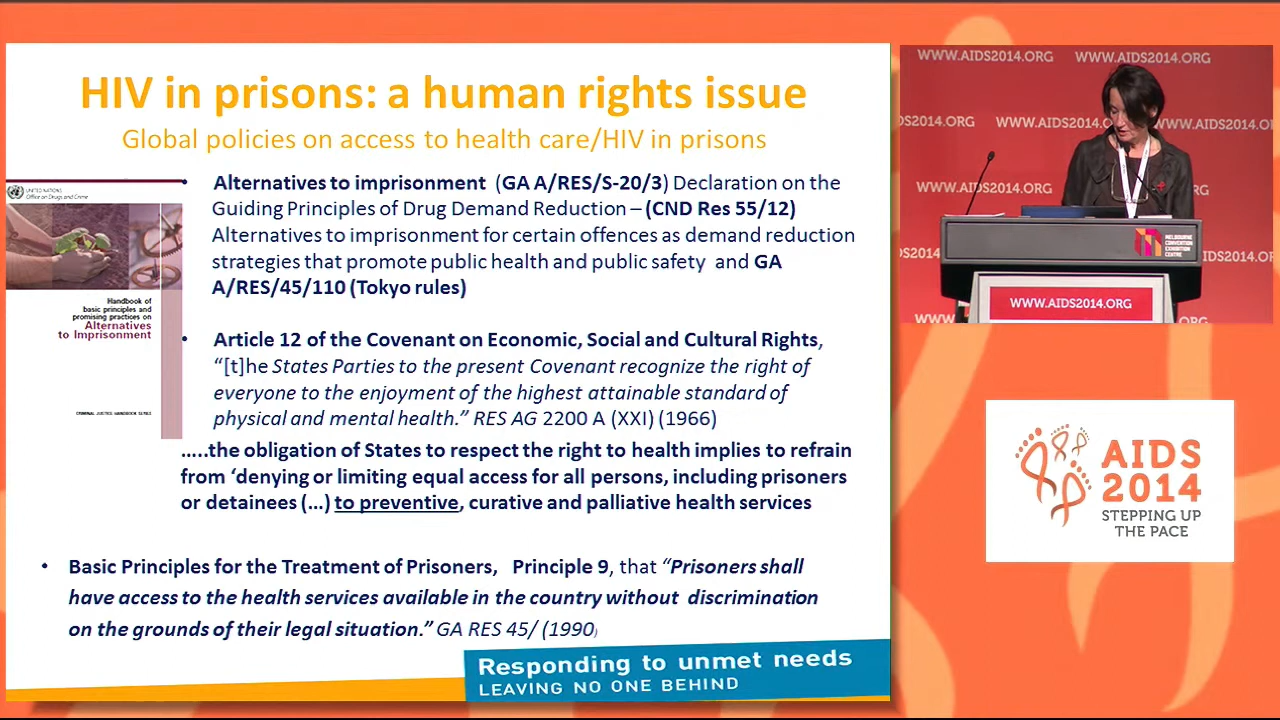 HIV in prisons: a human rights issue
Global policies on access to health care/HIV in prisons
UNITED NATIONS
Office on Drugs and Crime
Handbook of
basic principles and
promising practices on
Alternatives
to Imprisonment
CRIMINAL JUSTICE HANDBOOK SERIES
• Alternatives to imprisonment (GA A/RES/S-20/3) Declaration on the
Guiding Principles of Drug Demand Reduction – (CND Res 55/12)
Alternatives to imprisonment for certain offences as demand reduction
strategies that promote public health and public safety and GA
A/RES/45/110 (Tokyo rules)
• Article 12 of the Covenant on Economic, Social and Cultural Rights,
“[t]he States Parties to the present Covenant recognize the right of
everyone to the enjoyment of the highest attainable standard of
physical and mental health.” RES AG 2200 A (XXI) (1966)
…..the obligation of States to respect the right to health implies to refrain
from ‘denying or limiting equal access for all persons, including prisoners
or detainees (…) to preventive, curative and palliative health services
• Basic Principles for the Treatment of Prisoners, Principle 9, that “Prisoners shall
have access to the health services available in the country without discrimination
on the grounds of their legal situation.” GA RES 45/ (1990)
Responding to unmet needs
LEAVING NO ONE BEHIND
WWW.AIDS2014.ORG WWW.AIDS2014.ORG
DS2014.ORG WWW.AIDS2014.O WWW.AIDS2014.
WWW.AIDS2014.ORG
DS2014.O WWW.AIDS2014.ORG
WWW.AIDS2014.ORG
AIDS
2014
STEPPING UP
THE PACE